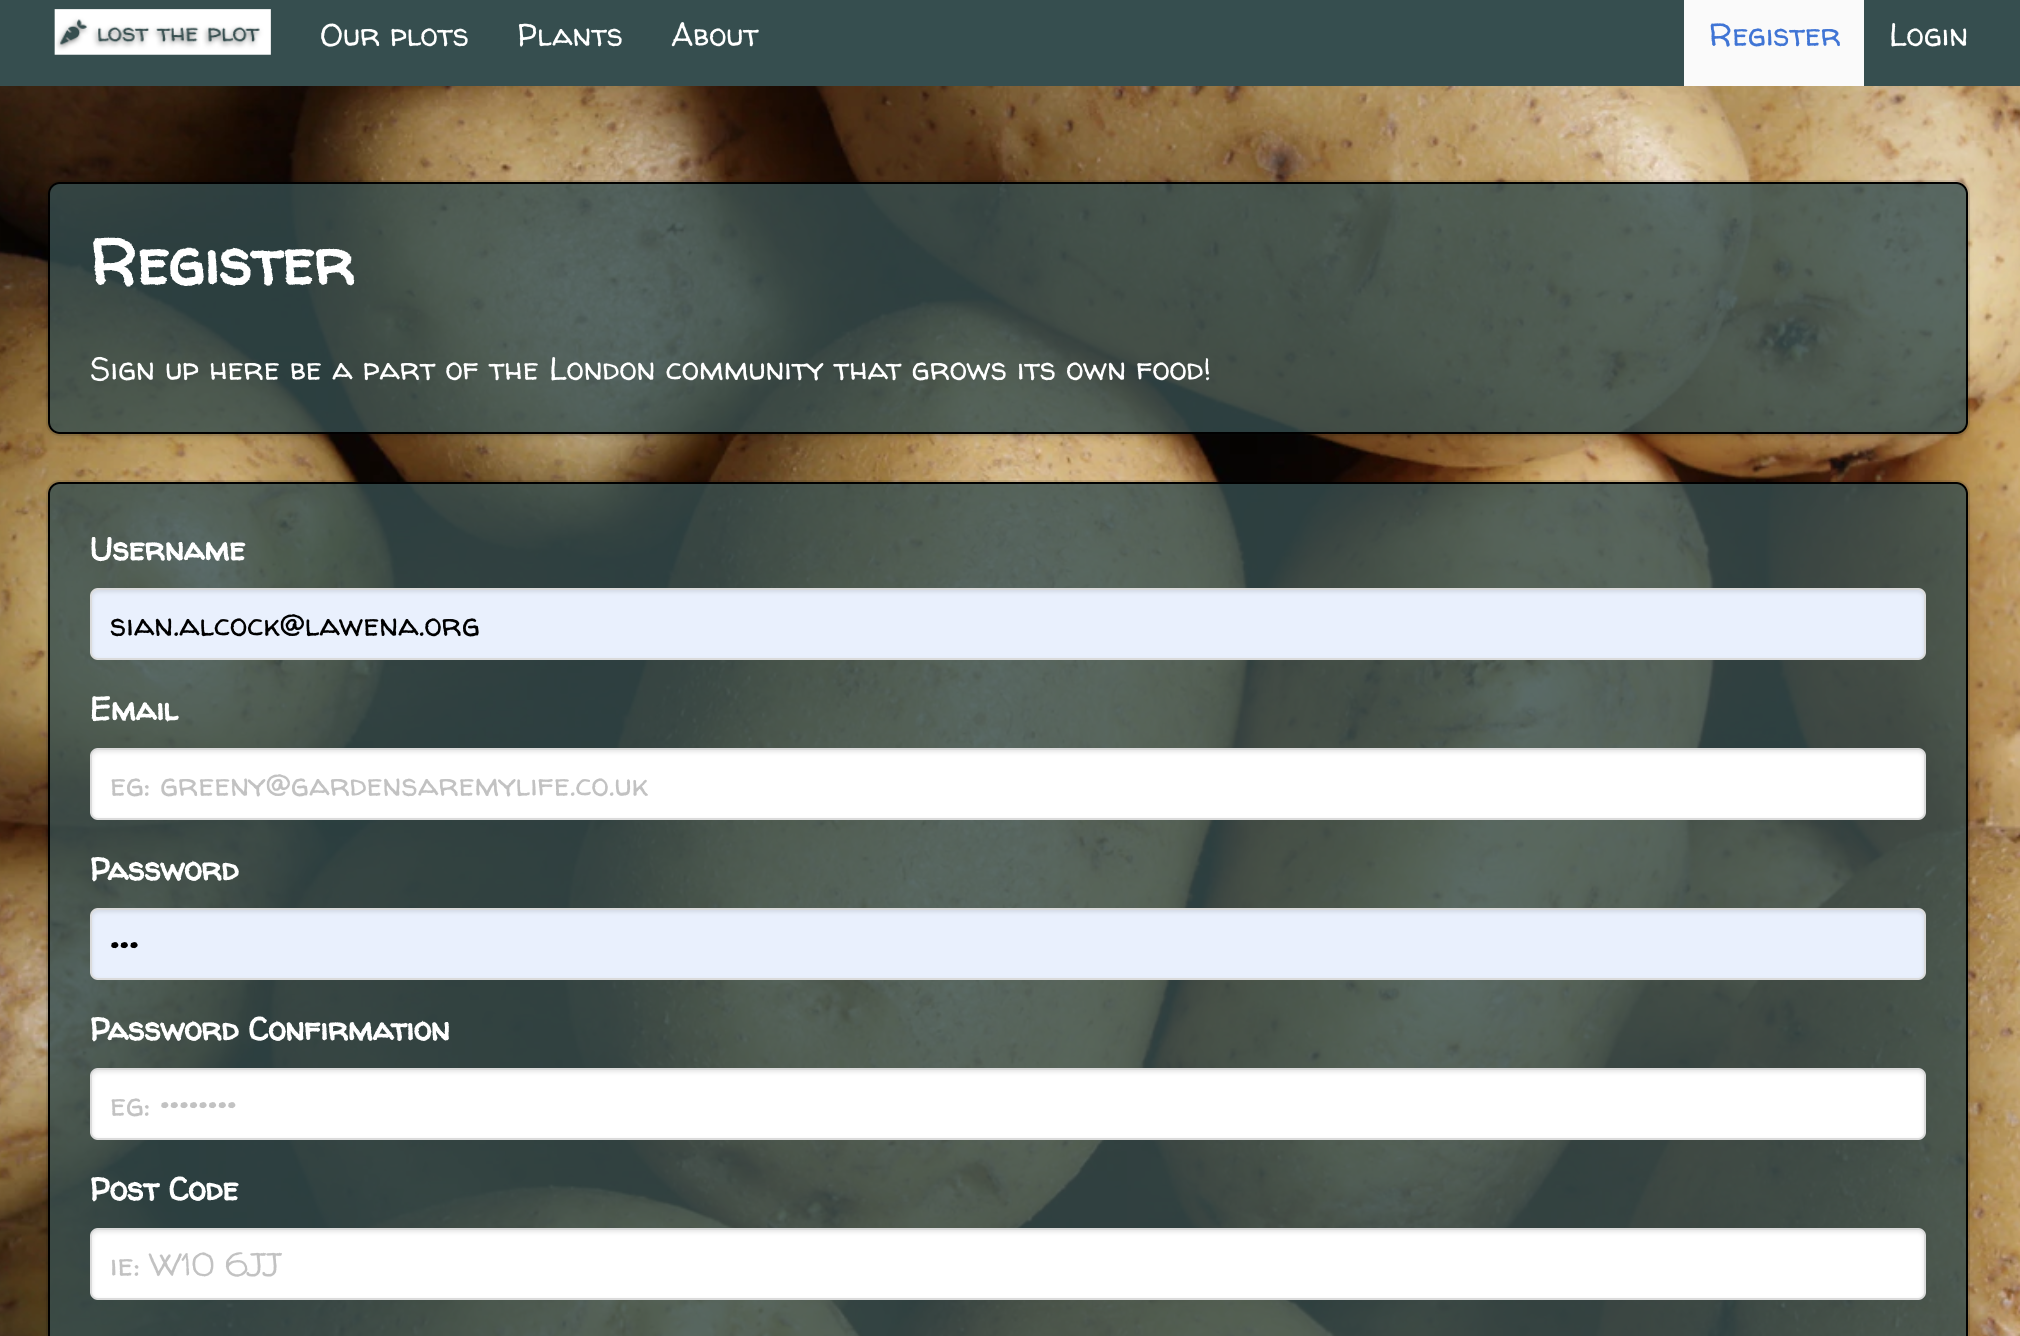 LOST THE PLOT
Our plots
Plants
About
Register
Login
Register
Sign up here be a part of the London community that grows its own food!
Username
sian.alcock@lawena.org
Email
eg: greeny@gardensaremylife.co.uk
Password
•••
Password Confirmation
eg: ••••••••
Post Code
ie: W10 6JJ